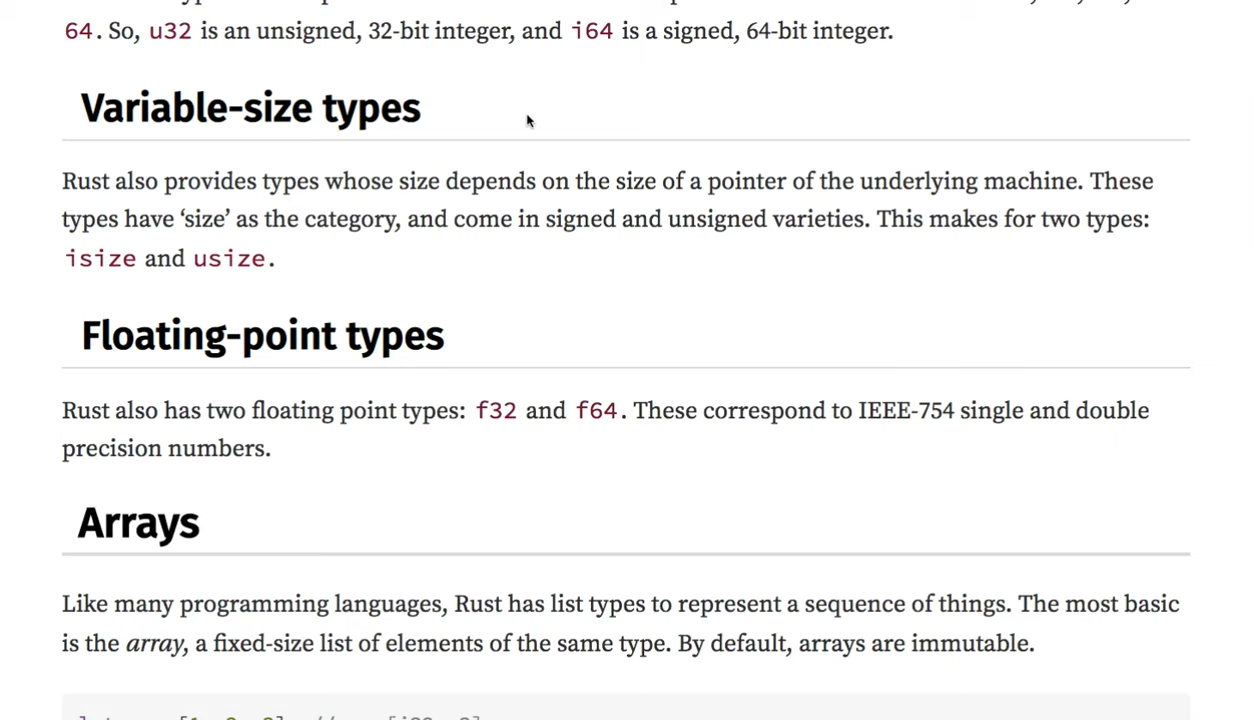 64. So, u32 is an unsigned, 32-bit integer, and i64 is a signed, 64-bit integer.
Variable-size types
Rust also provides types whose size depends on the size of a pointer of the underlying machine. These
types have ‘size’ as the category, and come in signed and unsigned varieties. This makes for two types:
isize and usize.
Floating-point types
Rust also has two floating point types: f32 and f64. These correspond to IEEE-754 single and double
precision numbers.
Arrays
Like many programming languages, Rust has list types to represent a sequence of things. The most basic
is the array, a fixed-size list of elements of the same type. By default, arrays are immutable.